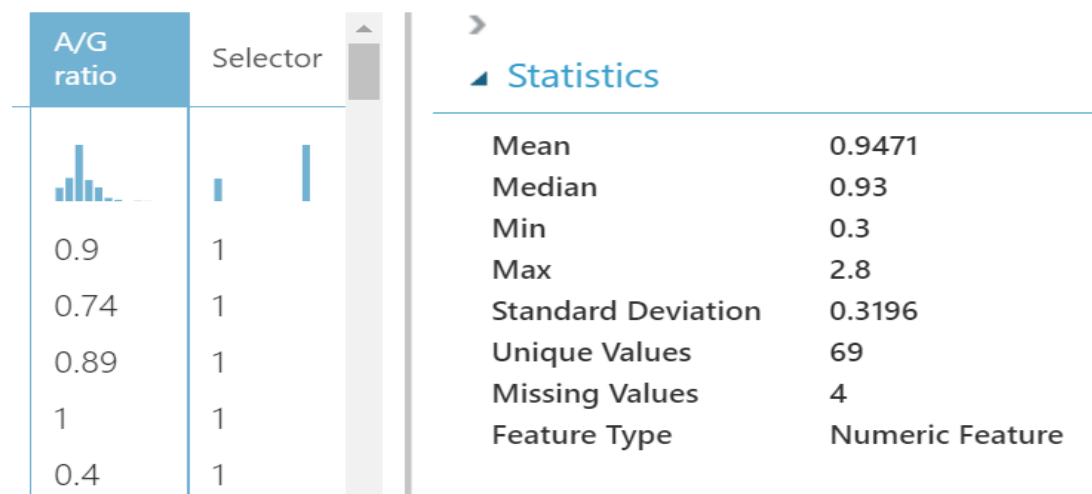 A/G
ratio
Selector
0.9 1
0.74 1
0.89 1
1 1
0.4 1
Statistics
Mean 0.9471
Median 0.93
Min 0.3
Max 2.8
Standard Deviation 0.3196
Unique Values 69
Missing Values 4
Feature Type Numeric Feature